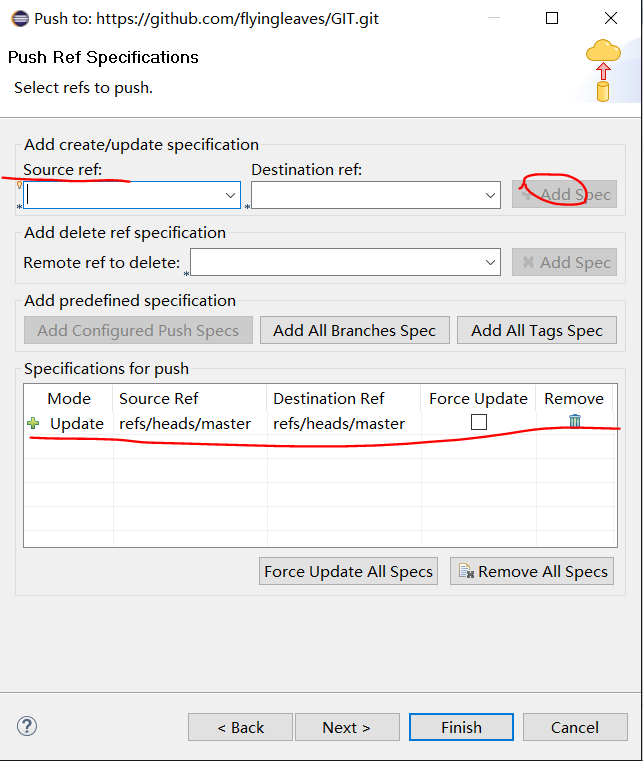 Push to: https://github.com/flyingleaves/GIT.git
Push Ref Specifications
Select refs to push.
Add create/update specification
Source ref: Destination ref:
Add Spec
Add delete ref specification
Remote ref to delete: Add Spec
Add predefined specification
Add Configured Push Specs Add All Branches Spec Add All Tags Spec
Specifications for push
Mode Source Ref Destination Ref Force Update Remove
Update refs/heads/master refs/heads/master
Force Update All Specs Remove All Specs
< Back Next > Finish Cancel